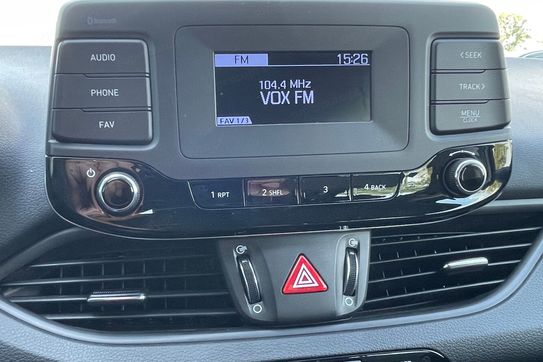 Bluetooth
AUDIO
PHONE
FAV
FM 15:26
104.4 MHz
VOX FM
FAV 1/3
< SEEK
TRACK >
MENU
CLOCK
1 RPT
2 SHFL
3
4 BACK